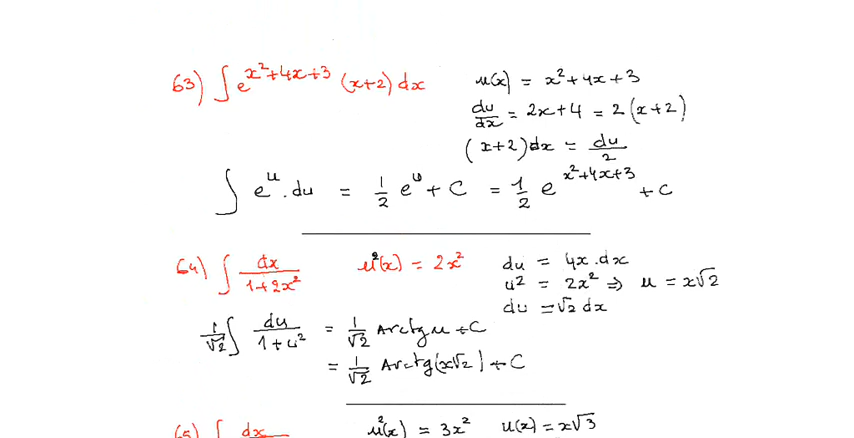 63) ∫ e^{x²+4x+3} (x+2) dx    u(x) = x²+4x+3
du/dx = 2x+4 = 2(x+2)
(x+2)dx = du/2
∫ e^u . du = 1/2 e^u + C = 1/2 e^{x²+4x+3} + C
64) ∫ dx/(1+2x²)    u²(x) = 2x²    du = 4x.dx
u² = 2x² ⇒ u = x√2
du = √2 dx
1/√2 ∫ du/(1+u²) = 1/√2 Arctg u + C
= 1/√2 Arctg(x√2) + C
65) ∫ dx    u²(x) = 3x²    u(x) = x√3